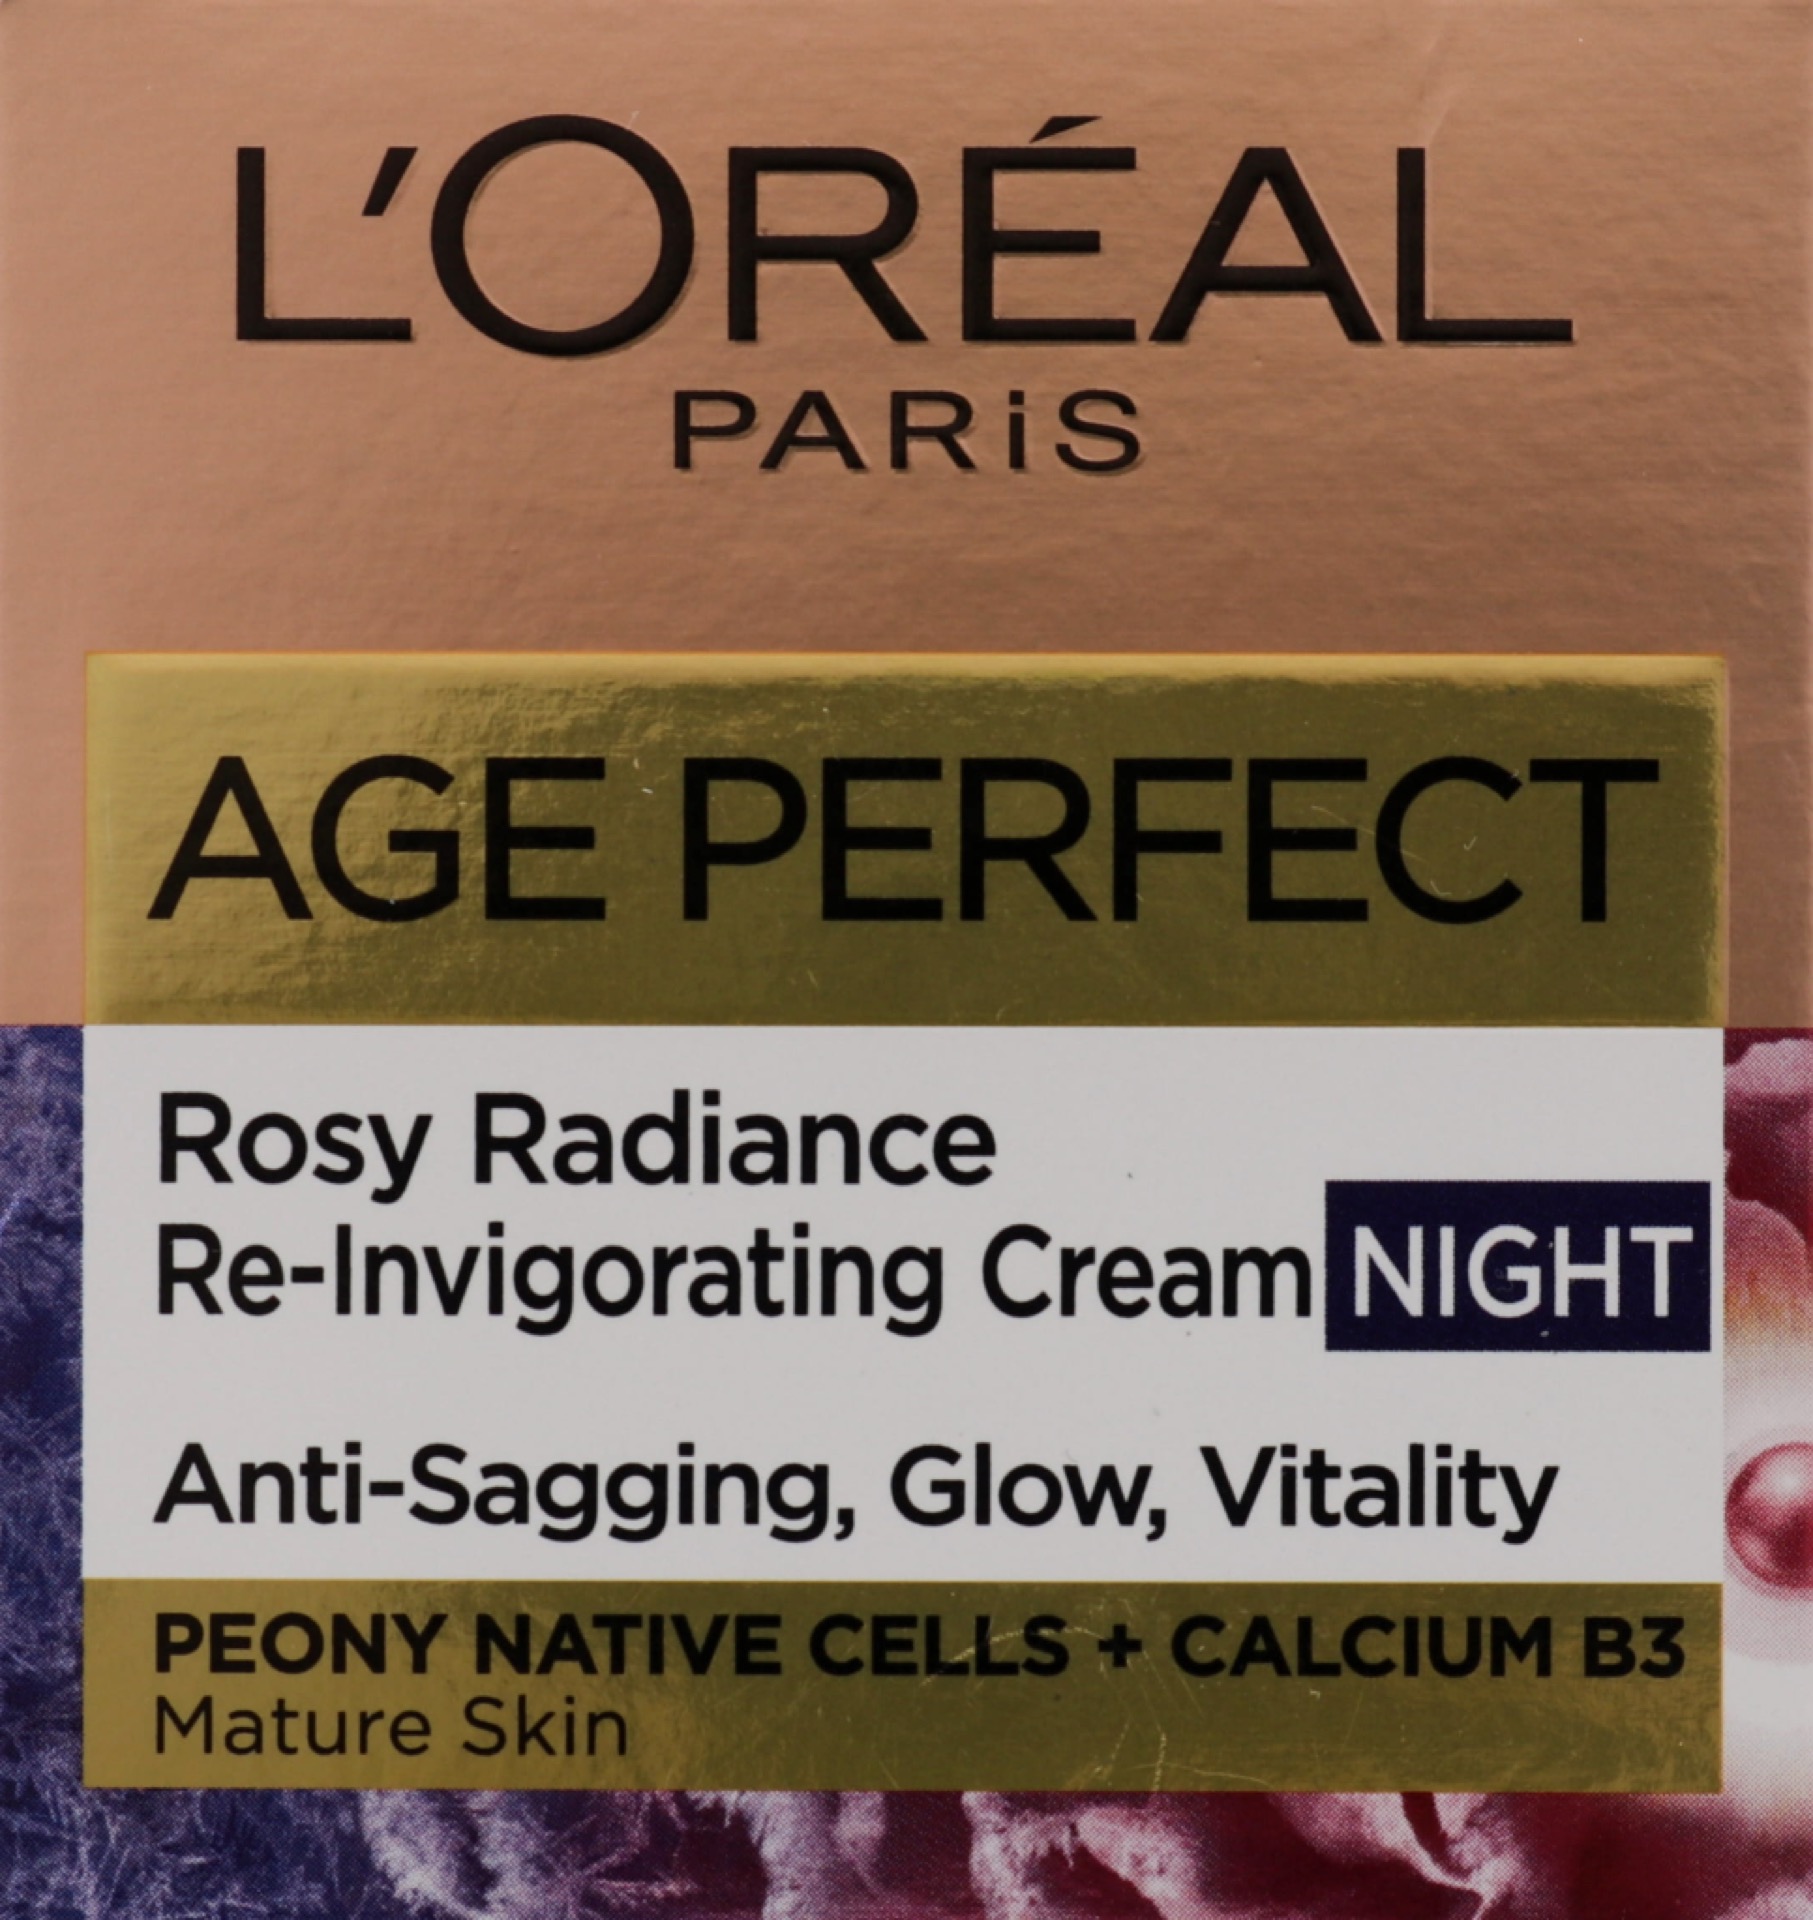 L'ORÉAL
PARiS
AGE PERFECT
Rosy Radiance
Re-Invigorating Cream NIGHT
Anti-Sagging, Glow, Vitality
PEONY NATIVE CELLS + CALCIUM B3
Mature Skin